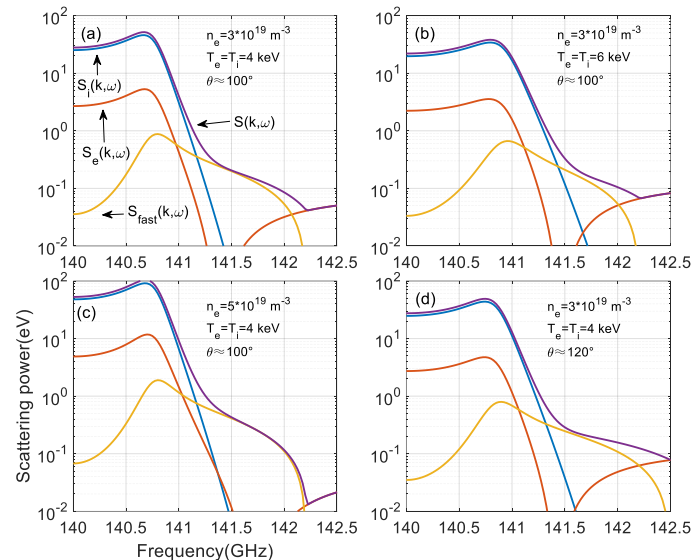 (a)
n_e=3*10^19 m^-3
T_e=T_i=4 keV
θ≈100°
S_i(k,ω)
S(k,ω)
S_e(k,ω)
S_fast(k,ω)
10^2
10^1
10^0
10^-1
10^-2
140 140.5 141 141.5 142 142.5
(b)
n_e=3*10^19 m^-3
T_e=T_i=6 keV
θ≈100°
10^2
10^1
10^0
10^-1
10^-2
140 140.5 141 141.5 142 142.5
(c)
n_e=5*10^19 m^-3
T_e=T_i=4 keV
θ≈100°
10^2
10^1
10^0
10^-1
10^-2
140 140.5 141 141.5 142 142.5
(d)
n_e=3*10^19 m^-3
T_e=T_i=4 keV
θ≈120°
10^2
10^1
10^0
10^-1
10^-2
140 140.5 141 141.5 142 142.5
Scattering power(eV)
Frequency(GHz)